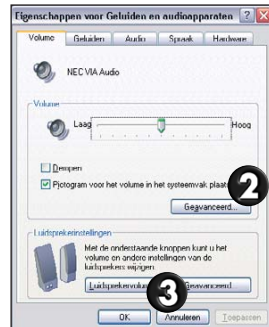 Eigenschappen voor Geluiden en audioapparaten
Volume Geluiden Audio Spraak Hardware
NEC VIA Audio
Volume
Laag Hoog
Dempen
Pictogram voor het volume in het systeemvak plaats
2
Geavanceerd...
Luidsprekerinstellingen
Met de onderstaande knoppen kunt u het
volume en andere instellingen van de
luidsprekers wijzigen.
Luidsprekervolu Geavanceerd...
3
OK Annuleren Toepassen